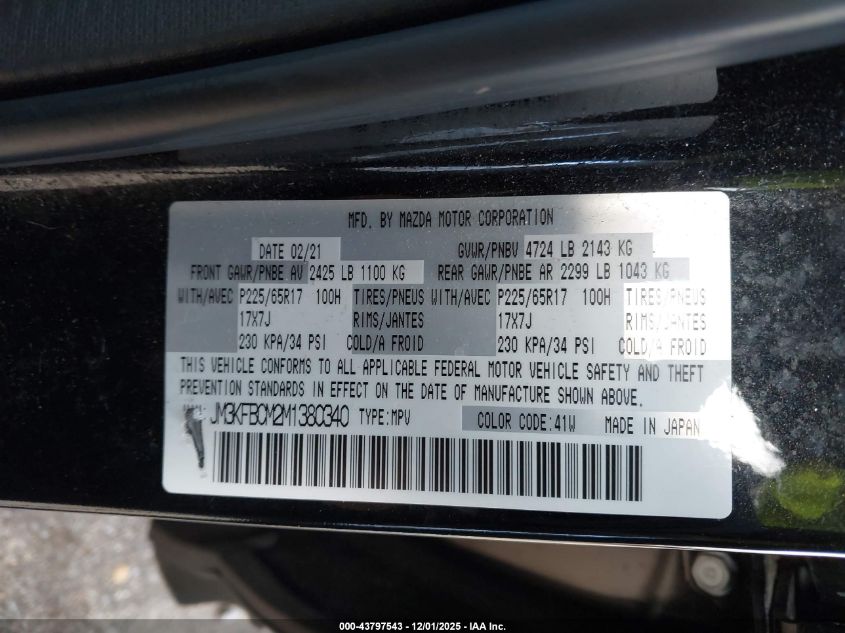 MFD. BY MAZDA MOTOR CORPORATION
DATE 02/21 GVWR/PNBV 4724 LB 2143 KG
FRONT GAWR/PNBE AV 2425 LB 1100 KG REAR GAWR/PNBE AR 2299 LB 1043 KG
WITH/AVEC P225/65R17 100H TIRES/PNEUS WITH/AVEC P225/65R17 100H TIRES/PNEUS
17X7J RIMS/JANTES 17X7J RIMS/JANTES
230 KPA/34 PSI COLD/A FROID 230 KPA/34 PSI COLD/A FROID
THIS VEHICLE CONFORMS TO ALL APPLICABLE FEDERAL MOTOR VEHICLE SAFETY AND THEFT
PREVENTION STANDARDS IN EFFECT ON THE DATE OF MANUFACTURE SHOWN ABOVE.
JM3KFBCM2M1380340 TYPE:MPV COLOR CODE:41W MADE IN JAPAN
000-43797543 • 12/01/2025 - IAA Inc.